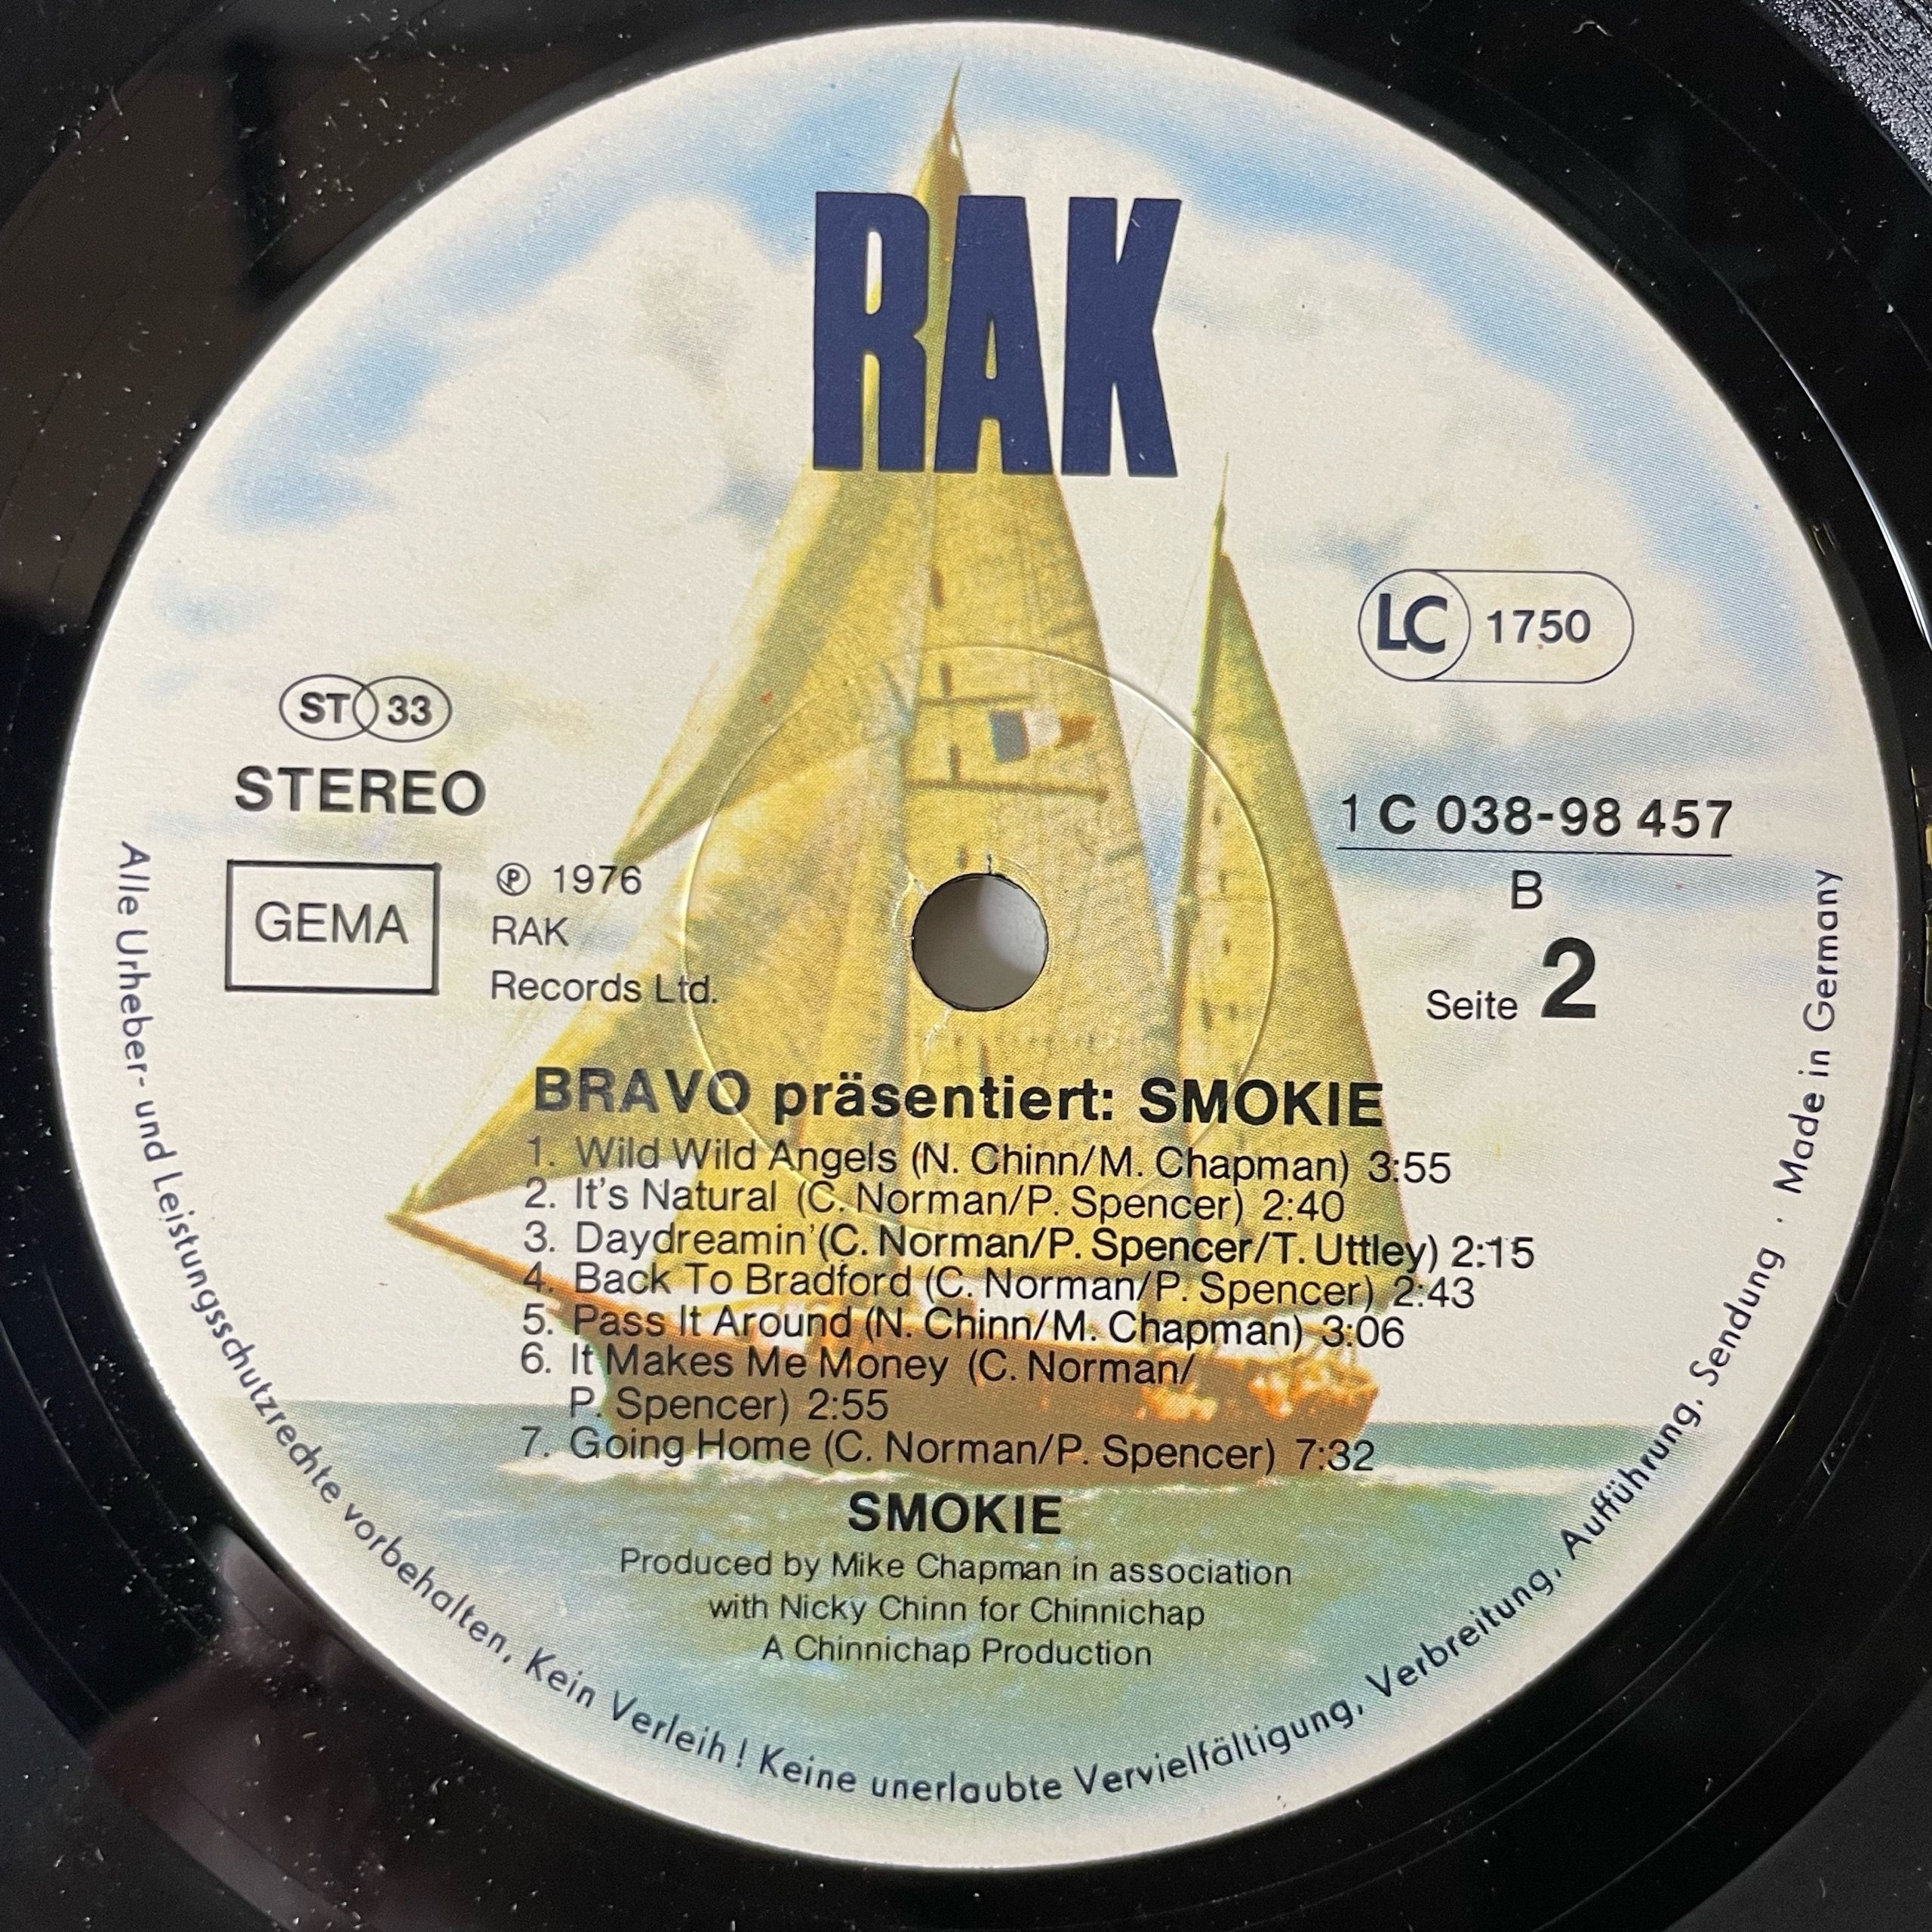 RAK
LC 1750
ST 33
STEREO
GEMA
℗ 1976
RAK
Records Ltd.
1 C 038-98 457
B
Seite 2
BRAVO präsentiert: SMOKIE
1. Wild Wild Angels (N. Chinn/M. Chapman) 3:55
2. It's Natural (C. Norman/P. Spencer) 2:40
3. Daydreamin' (C. Norman/P. Spencer/T. Uttley) 2:15
4. Back To Bradford (C. Norman/P. Spencer) 2:43
5. Pass It Around (N. Chinn/M. Chapman) 3:06
6. It Makes Me Money (C. Norman/
P. Spencer) 2:55
7. Going Home (C. Norman/P. Spencer) 7:32
SMOKIE
Produced by Mike Chapman in association
with Nicky Chinn for Chinnichap
A Chinnichap Production
Alle Urheber- und Leistungsschutzrechte vorbehalten, Kein Verleih! Keine unerlaubte Vervielfältigung, Verbreitung, Aufführung, Sendung · Made in Germany